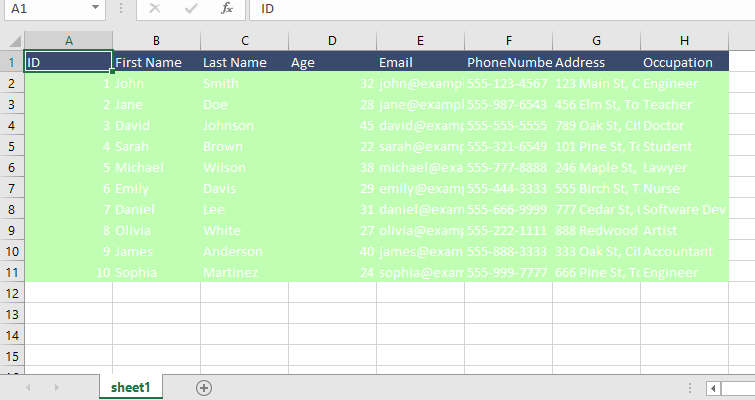 A1 fx ID
A B C D E F G H
1 ID First Name Last Name Age Email PhoneNumbe Address Occupation
2 1 John Smith 32 john@exampl 555-123-4567 123 Main St, C Engineer
3 2 Jane Doe 28 jane@exampl 555-987-6543 456 Elm St, To Teacher
4 3 David Johnson 45 david@examp 555-555-5555 789 Oak St, Cit Doctor
5 4 Sarah Brown 22 sarah@examp 555-321-6549 101 Pine St, To Student
6 5 Michael Wilson 38 michael@exa 555-777-8888 246 Maple St, Lawyer
7 6 Emily Davis 29 emily@examp 555-444-3333 555 Birch St, T Nurse
8 7 Daniel Lee 31 daniel@exam 555-666-9999 777 Cedar St, Software Dev
9 8 Olivia White 27 olivia@examp 555-222-1111 888 Redwood Artist
10 9 James Anderson 40 james@examp 555-888-3333 333 Oak St, Cit Accountant
11 10 Sophia Martinez 24 sophia@exam 555-999-7777 666 Pine St, To Engineer
12
13
14
15
sheet1